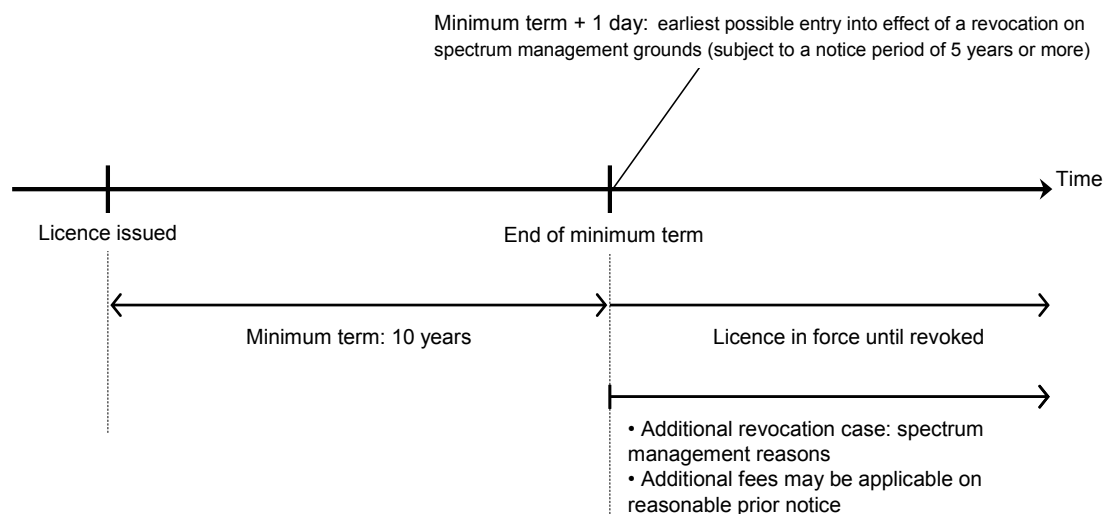 Minimum term + 1 day: earliest possible entry into effect of a revocation on
spectrum management grounds (subject to a notice period of 5 years or more)
Time
Licence issued
End of minimum term
Minimum term: 10 years
Licence in force until revoked
• Additional revocation case: spectrum
management reasons
• Additional fees may be applicable on
reasonable prior notice